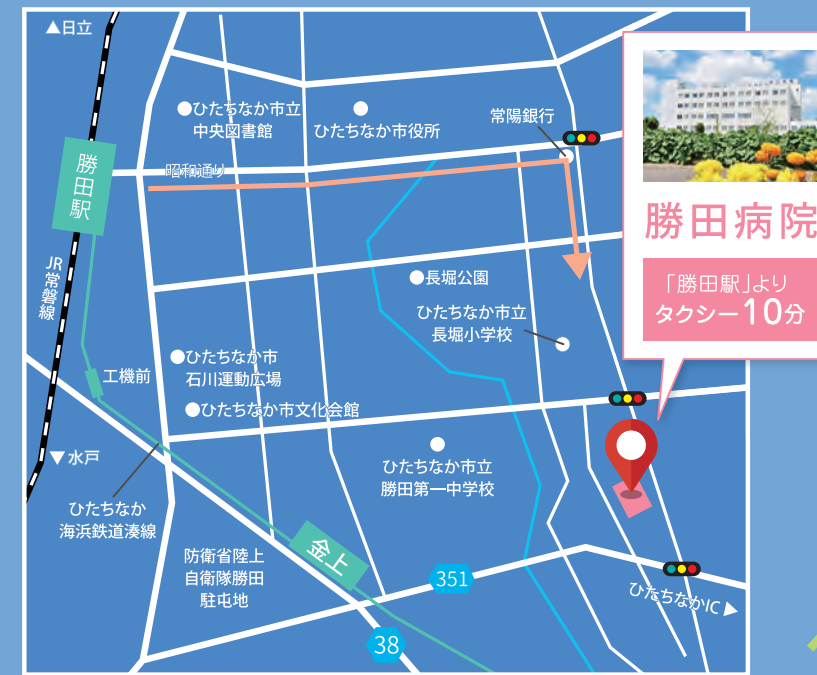 ▲日立
ひたちなか市立
中央図書館
ひたちなか市役所
常陽銀行
勝田駅
昭和通り
勝田病院
「勝田駅」より
タクシー10分
JR常磐線
長堀公園
ひたちなか市立
長堀小学校
ひたちなか市
石川運動広場
工機前
ひたちなか市文化会館
▼水戸
ひたちなか市立
勝田第一中学校
ひたちなか
海浜鉄道湊線
金上
防衛省陸上
自衛隊勝田
駐屯地
351
ひたちなかIC▶
38